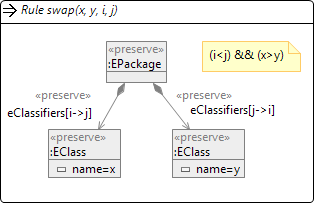 Rule swap(x, y, i, j)
«preserve»
:EPackage
(i<j) && (x>y)
«preserve»
eClassifiers[i->j]
«preserve»
eClassifiers[j->i]
«preserve»
:EClass
name=x
«preserve»
:EClass
name=y